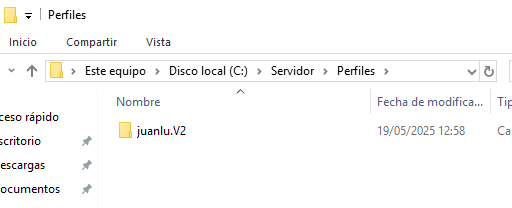 Perfiles
Inicio Compartir Vista
Este equipo Disco local (C:) Servidor Perfiles
Nombre Fecha de modifica... Tip
ceso rápido juanlu.V2 19/05/2025 12:58 Ca
scritorio
escargas
ocumentos